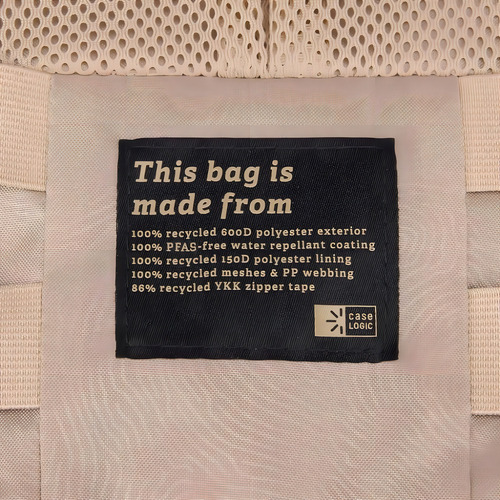 This bag is
made from
100% recycled 600D polyester exterior
100% PFAS-free water repellant coating
100% recycled 150D polyester lining
100% recycled meshes & PP webbing
86% recycled YKK zipper tape
case
LOGIC